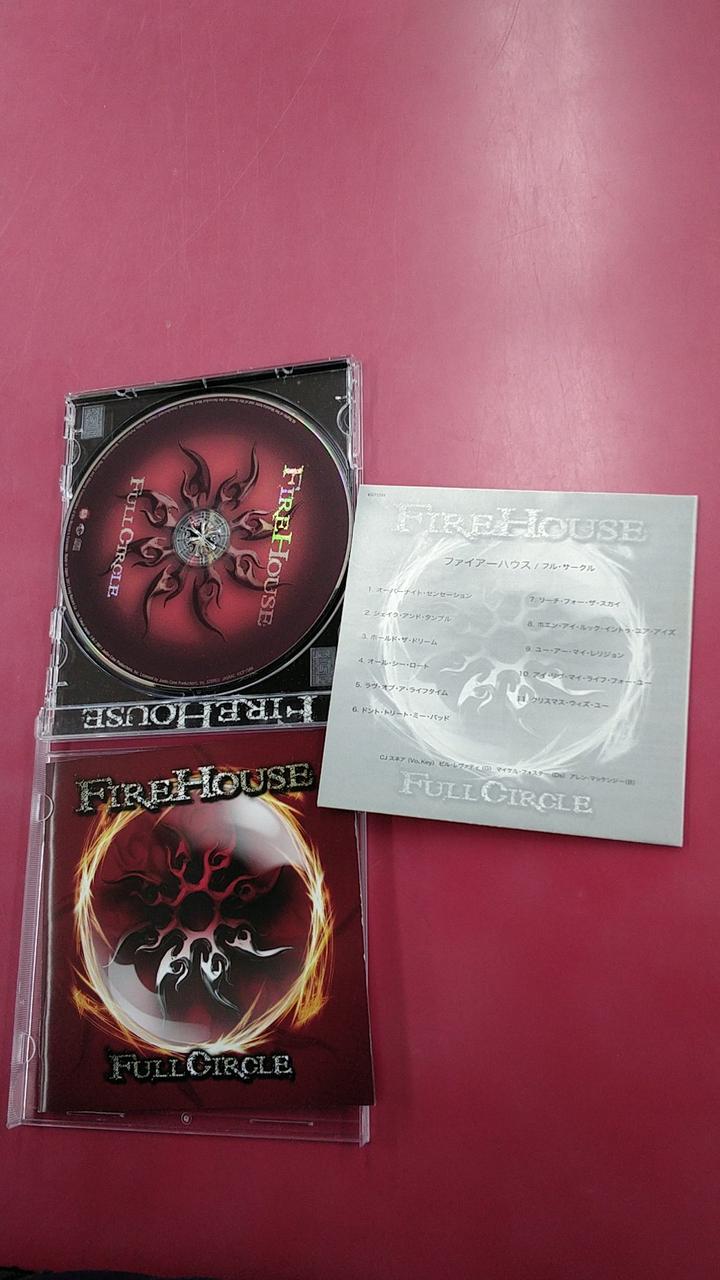 FIREHOUSE
FULL CIRCLE
FIREHOUSE
FIREHOUSE
FULL CIRCLE
FIREHOUSE
ファイアーハウス / フル・サークル
1. オーバーナイト・センセーション
2. シェイク・アンド・タンブル
3. ホールド・ザ・ドリーム
4. オール・シー・ロート
5. ラヴ・オブ・ア・ライフタイム
6. ドント・トリート・ミー・バッド
7. リーチ・フォー・ザ・スカイ
8. ホエン・アイ・ルック・イントゥ・ユア・アイズ
9. ユー・アー・マイ・レリジョン
10. アイ・リヴ・マイ・ライフ・フォー・ユー
11. クリスマス・ウィズ・ユー
CJ スネア (Vo, Key) ビル・レヴァティ (G) マイケル・フォスター (Ds) アレン・マッケンジー (B)
FULL CIRCLE